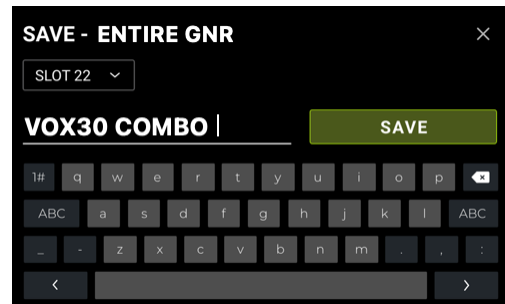 SAVE - ENTIRE GNR
SLOT 22
VOX30 COMBO
SAVE
1# q w e r t y u i o p
ABC a s d f g h j k l ABC
_ - z x c v b n m . , :